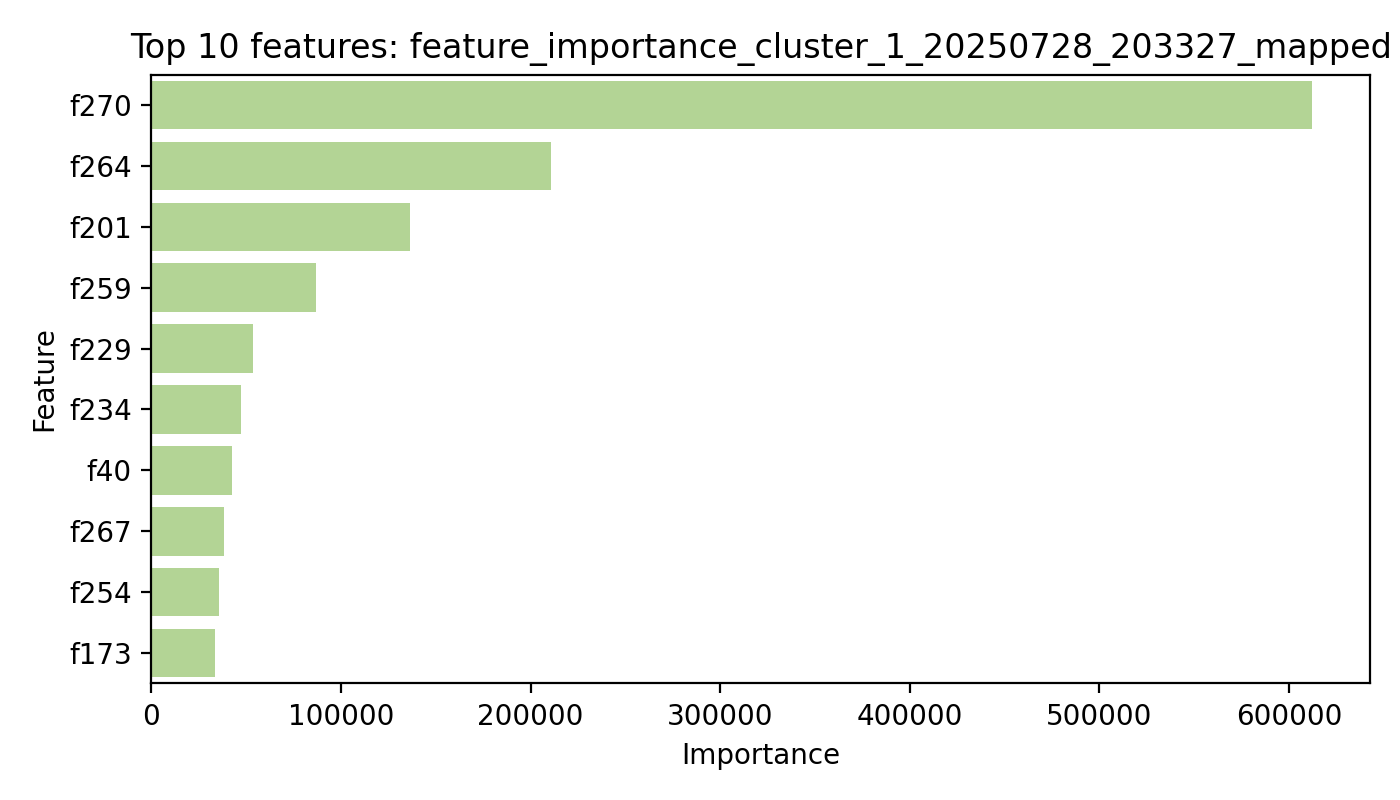 Top 10 features: feature_importance_cluster_1_20250728_203327_mapped
f270
f264
f201
f259
f229
f234
f40
f267
f254
f173
Feature
0 100000 200000 300000 400000 500000 600000
Importance